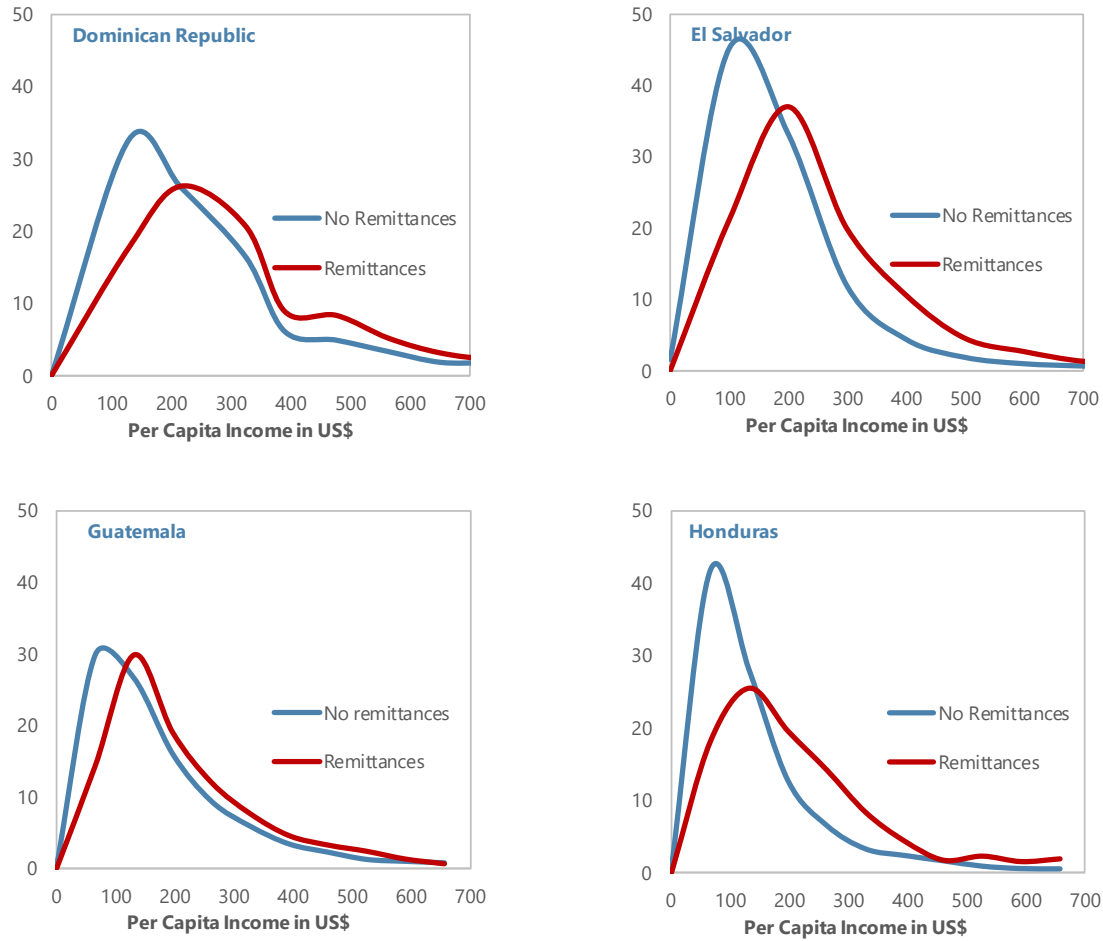 50
Dominican Republic
40
30
20
No Remittances
Remittances
10
0
0 100 200 300 400 500 600 700
Per Capita Income in US$
50
El Salvador
40
30
20
No Remittances
Remittances
10
0
0 100 200 300 400 500 600 700
Per Capita Income in US$
50
Guatemala
40
30
20
No remittances
Remittances
10
0
0 100 200 300 400 500 600 700
Per Capita Income in US$
50
Honduras
40
30
20
No Remittances
Remittances
10
0
0 100 200 300 400 500 600 700
Per Capita Income in US$